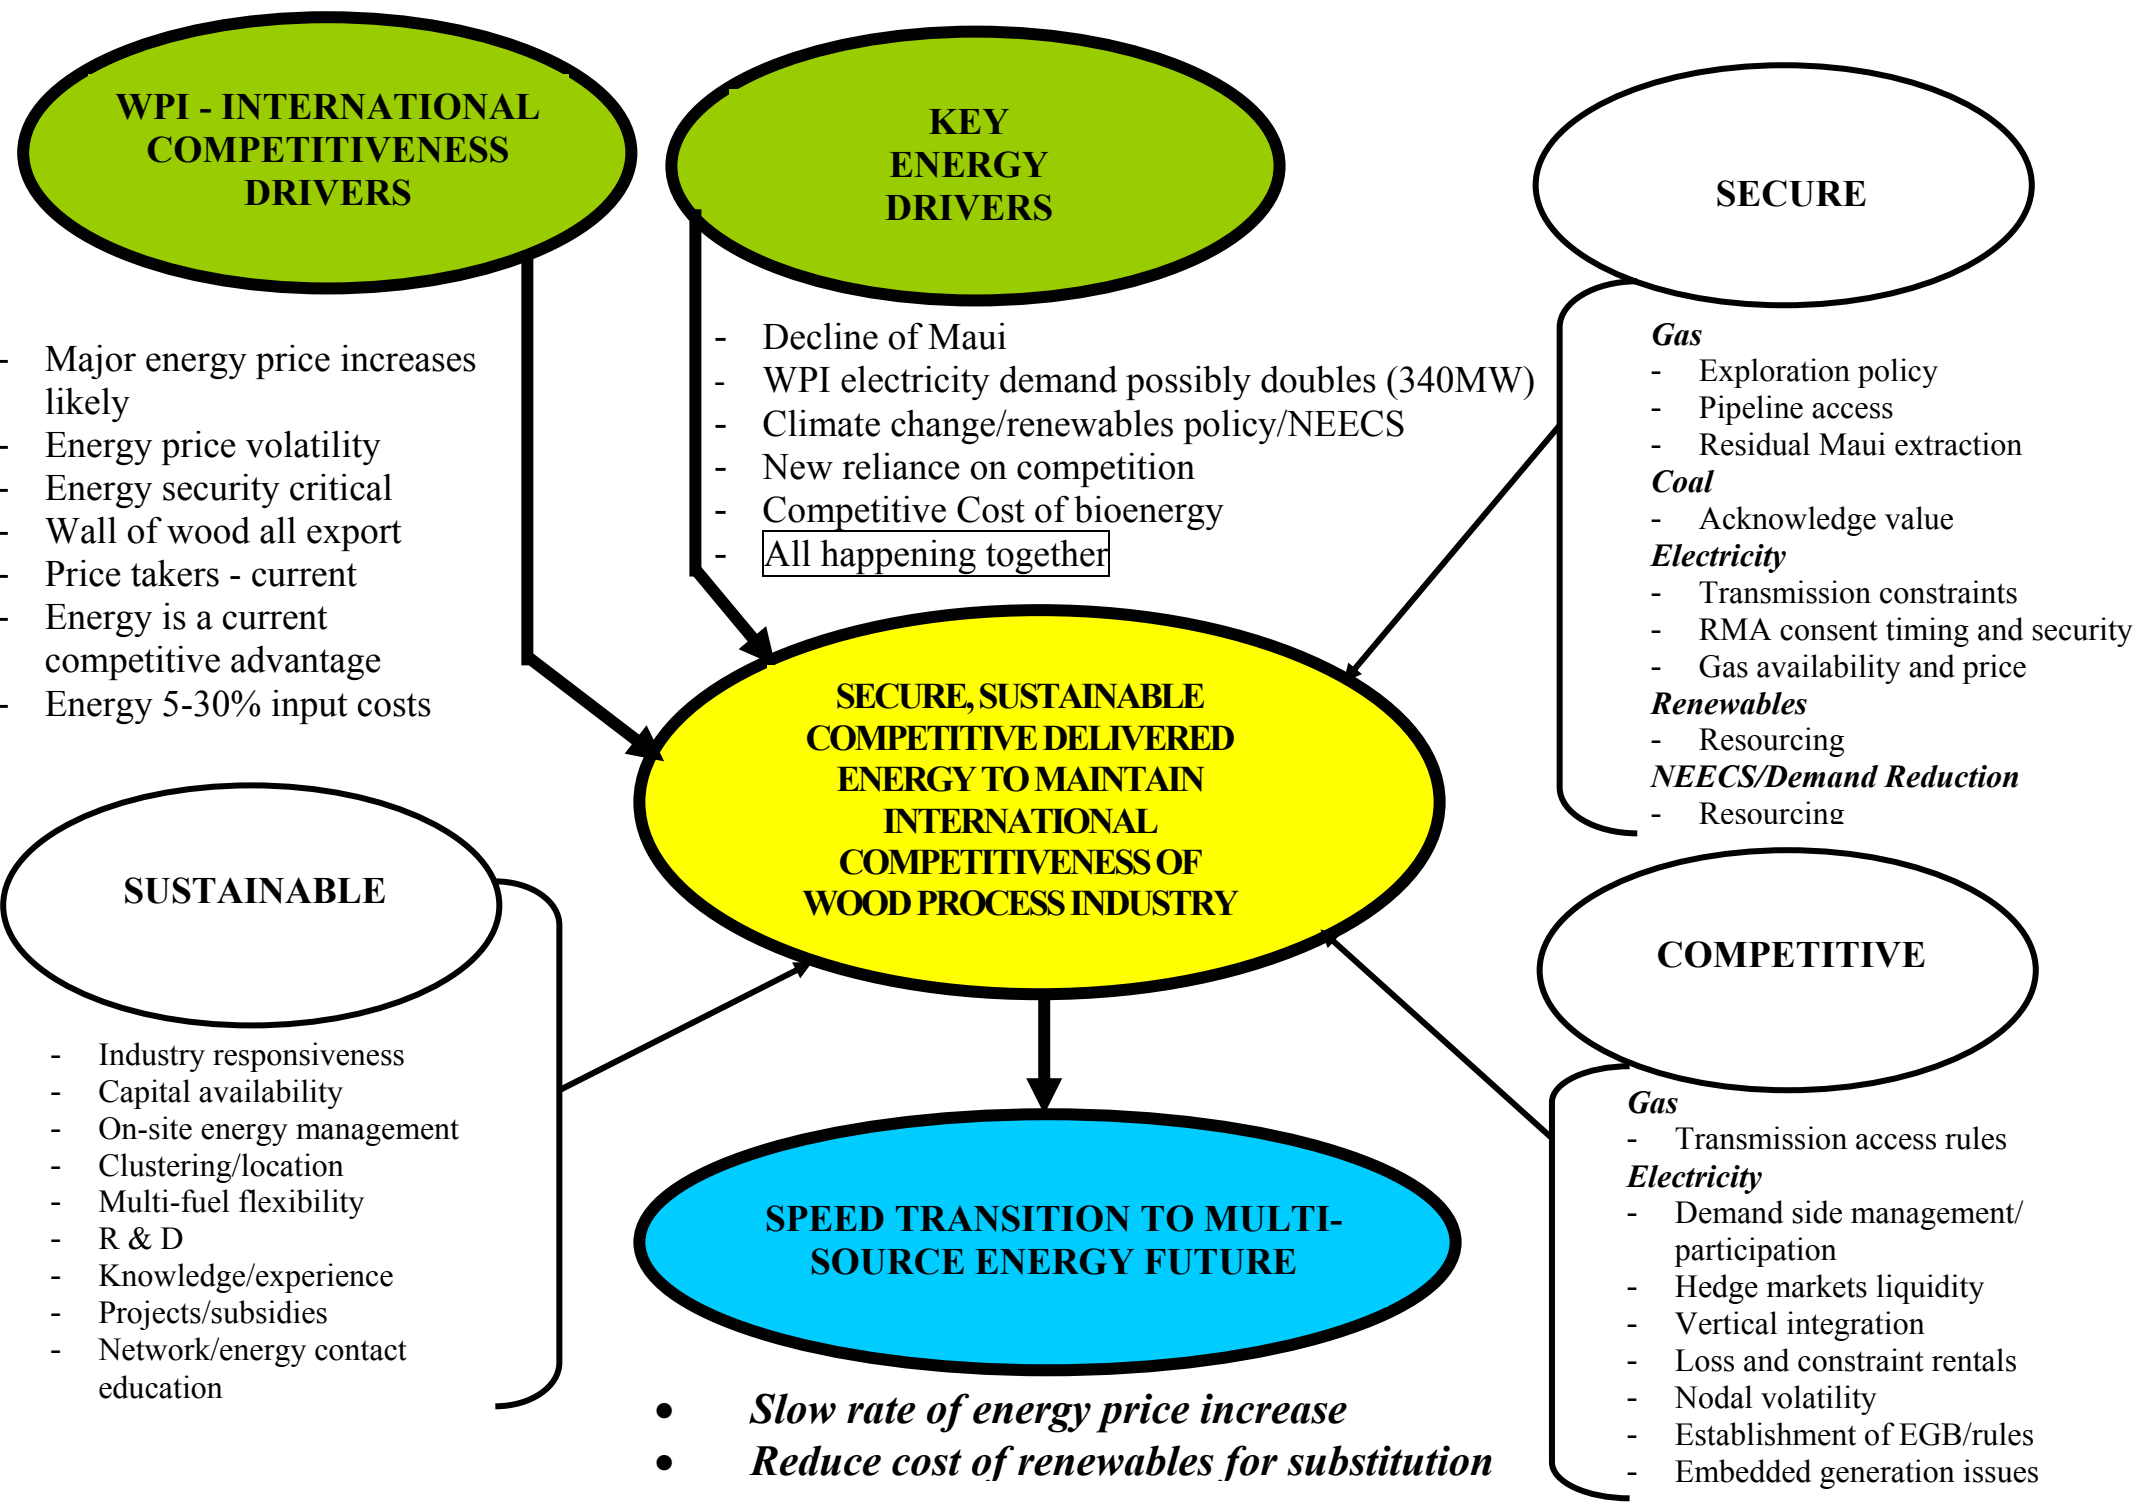 WPI - INTERNATIONAL
COMPETITIVENESS
DRIVERS
- Major energy price increases
likely
- Energy price volatility
- Energy security critical
- Wall of wood all export
- Price takers - current
- Energy is a current
competitive advantage
- Energy 5-30% input costs
KEY
ENERGY
DRIVERS
- Decline of Maui
- WPI electricity demand possibly doubles (340MW)
- Climate change/renewables policy/NEECS
- New reliance on competition
- Competitive Cost of bioenergy
- All happening together
SECURE
Gas
- Exploration policy
- Pipeline access
- Residual Maui extraction
Coal
- Acknowledge value
Electricity
- Transmission constraints
- RMA consent timing and security
- Gas availability and price
Renewables
- Resourcing
NEECS/Demand Reduction
- Resourcing
SECURE, SUSTAINABLE
COMPETITIVE DELIVERED
ENERGY TO MAINTAIN
INTERNATIONAL
COMPETITIVENESS OF
WOOD PROCESS INDUSTRY
SUSTAINABLE
- Industry responsiveness
- Capital availability
- On-site energy management
- Clustering/location
- Multi-fuel flexibility
- R & D
- Knowledge/experience
- Projects/subsidies
- Network/energy contact
education
COMPETITIVE
Gas
- Transmission access rules
Electricity
- Demand side management/
participation
- Hedge markets liquidity
- Vertical integration
- Loss and constraint rentals
- Nodal volatility
- Establishment of EGB/rules
- Embedded generation issues
SPEED TRANSITION TO MULTI-
SOURCE ENERGY FUTURE
• Slow rate of energy price increase
• Reduce cost of renewables for substitution